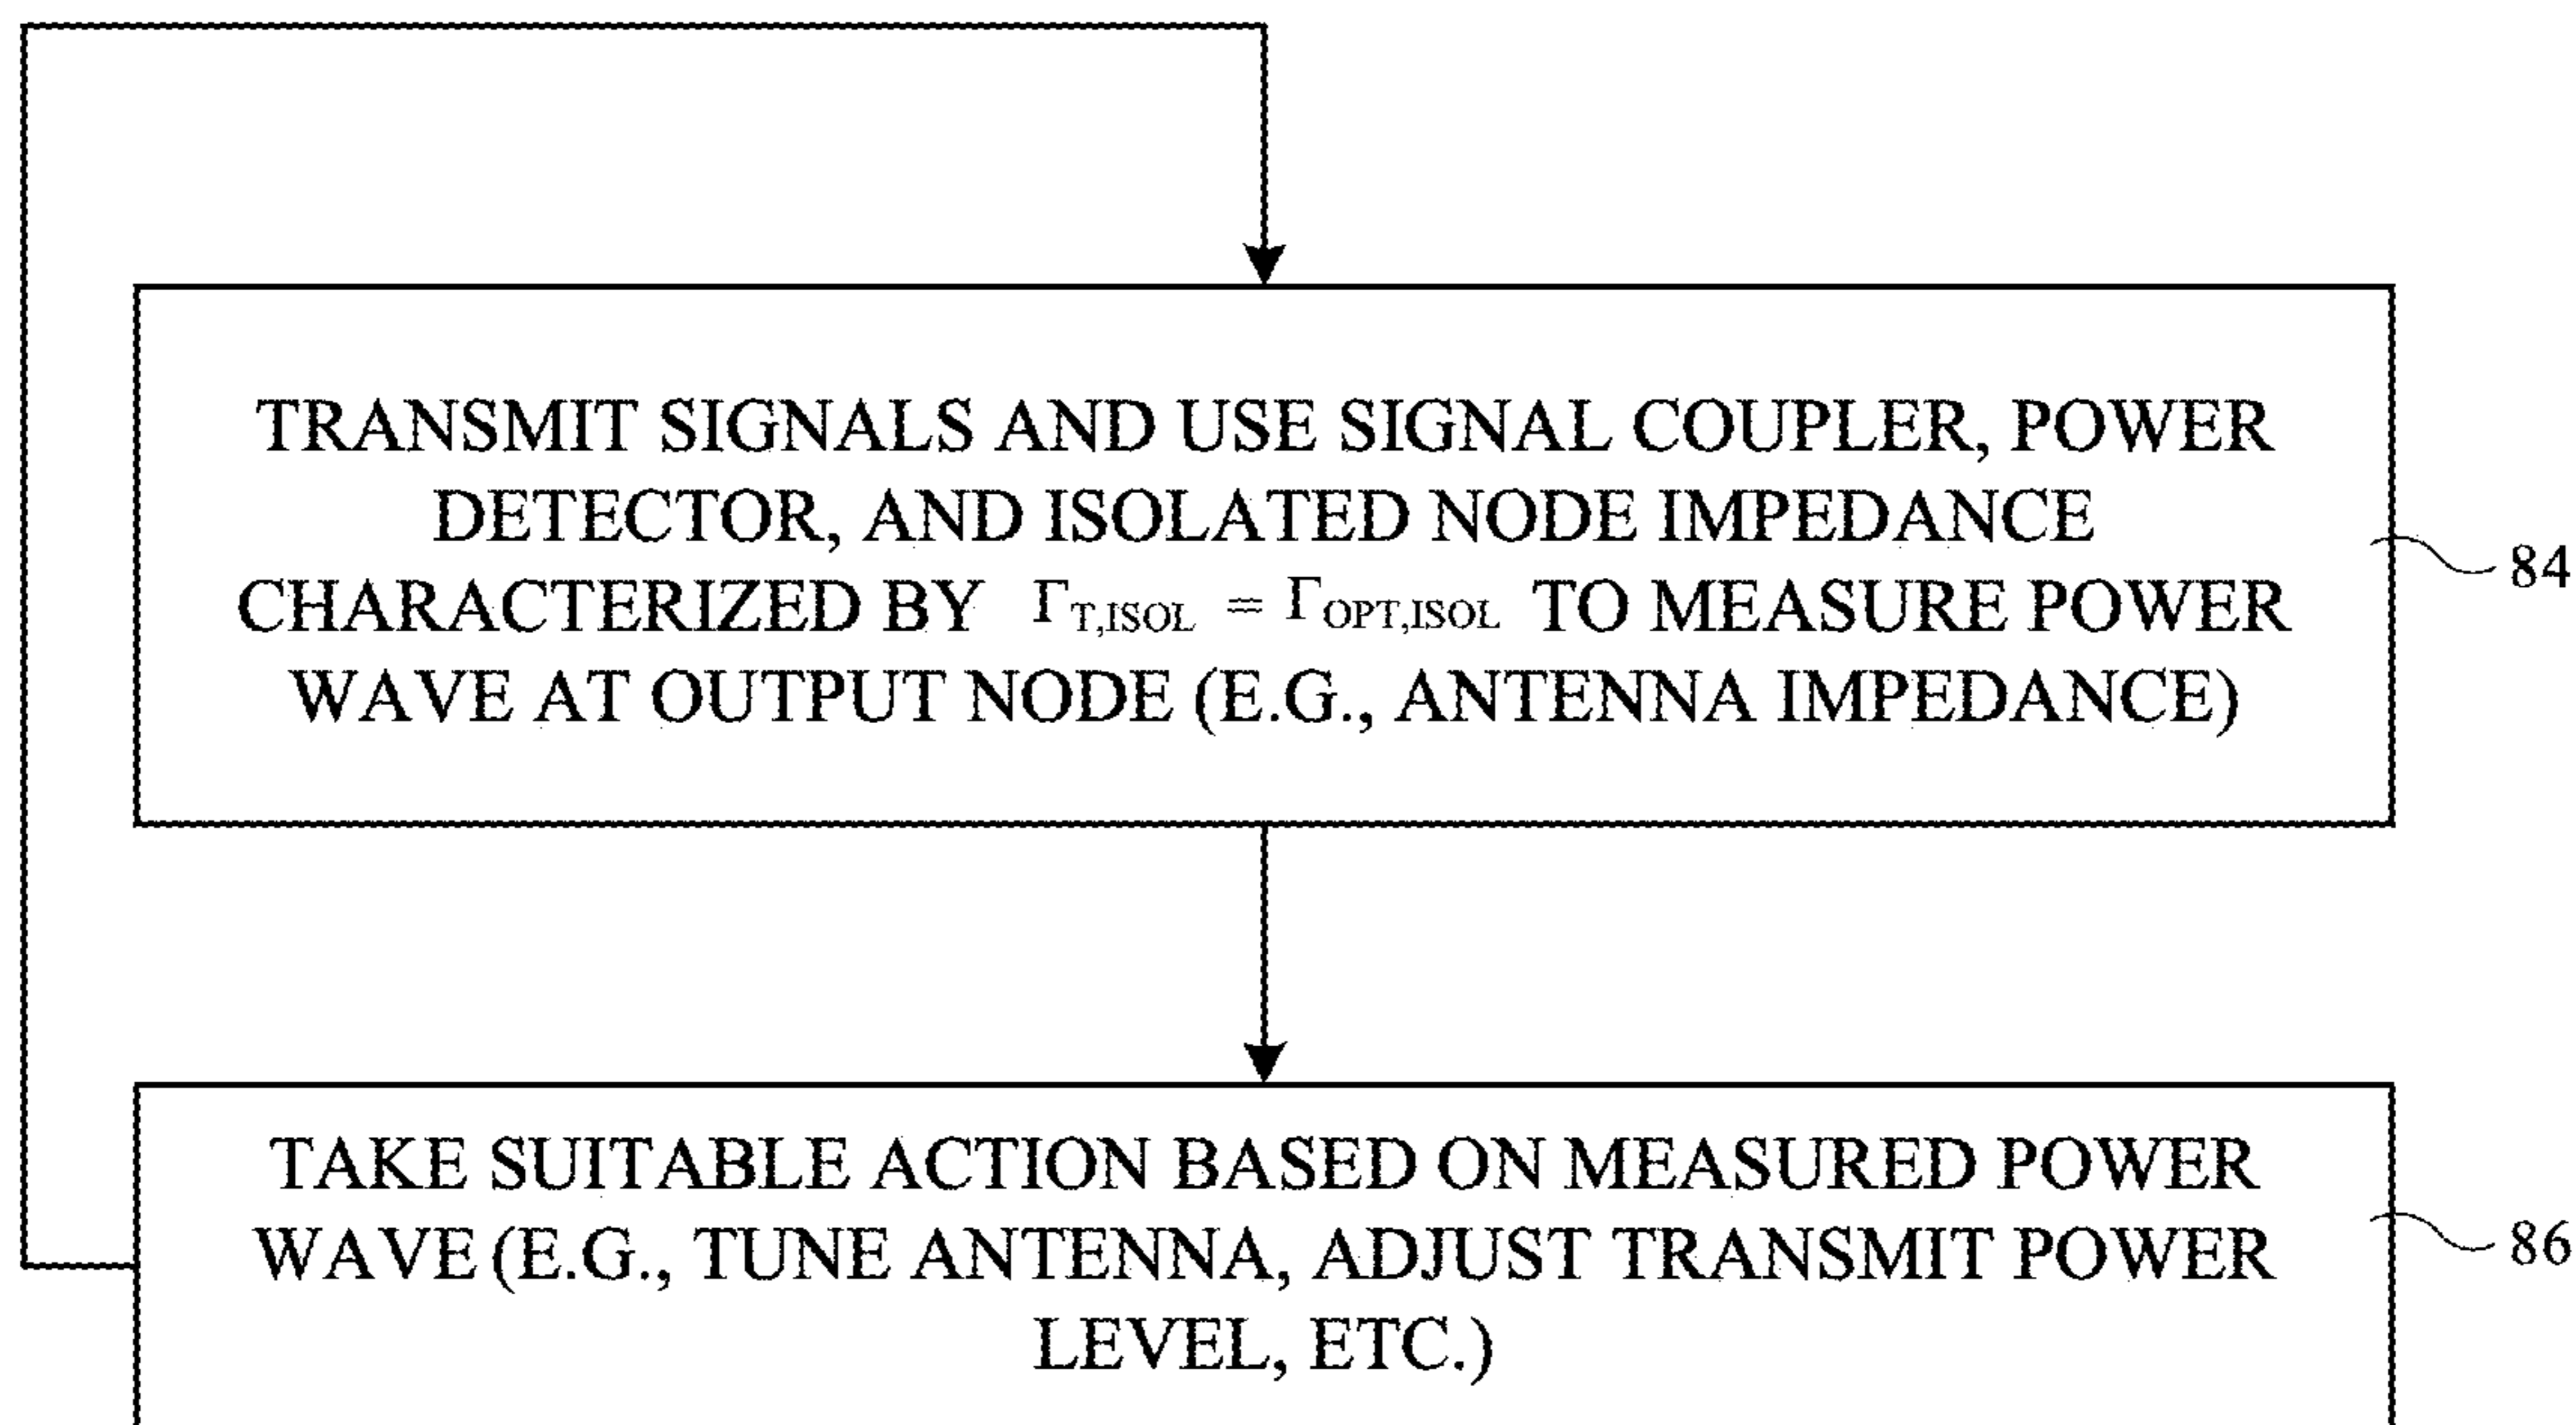 TRANSMIT SIGNALS AND USE SIGNAL COUPLER, POWER
DETECTOR, AND ISOLATED NODE IMPEDANCE
CHARACTERIZED BY Γ_T,ISOL = Γ_OPT,ISOL TO MEASURE POWER
WAVE AT OUTPUT NODE (E.G., ANTENNA IMPEDANCE)
84
TAKE SUITABLE ACTION BASED ON MEASURED POWER
WAVE (E.G., TUNE ANTENNA, ADJUST TRANSMIT POWER
LEVEL, ETC.)
86